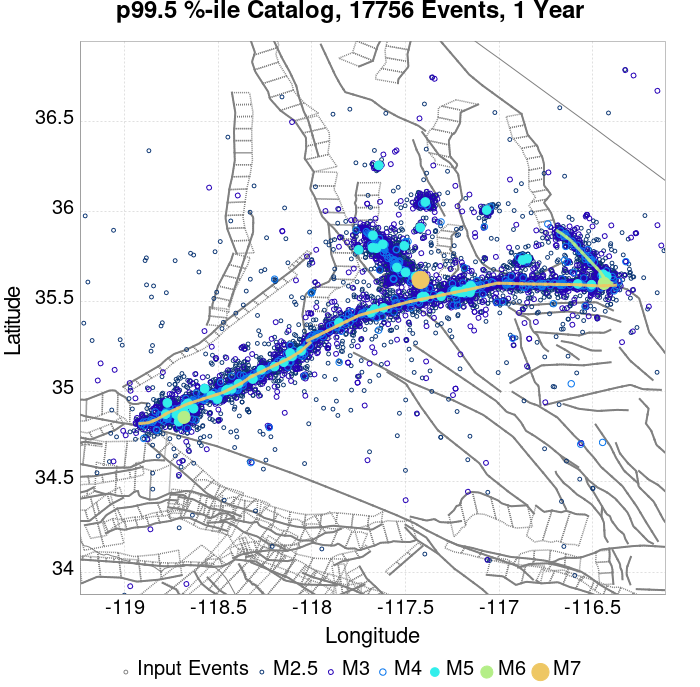 p99.5 %-ile Catalog, 17756 Events, 1 Year
Latitude
36.5
36
35.5
35
34.5
34
-119 -118.5 -118 -117.5 -117 -116.5
Longitude
Input Events M2.5 M3 M4 M5 M6 M7